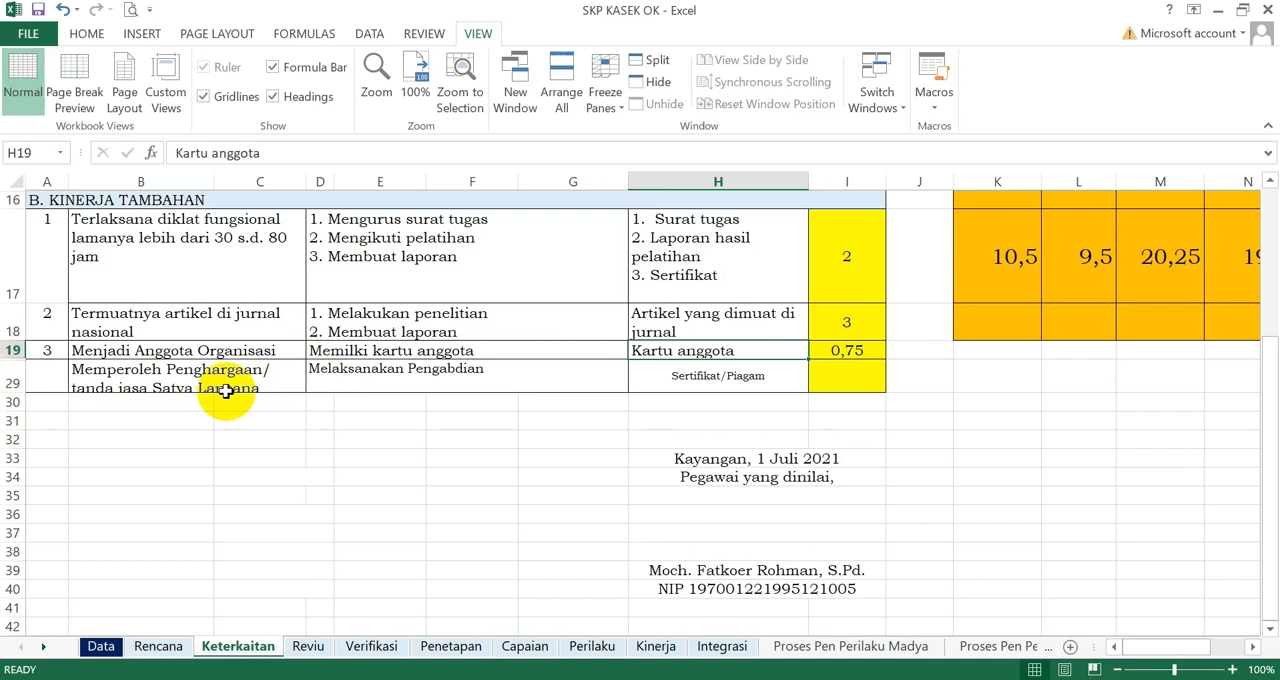 SKP KASEK OK - Excel
FILE HOME INSERT PAGE LAYOUT FORMULAS DATA REVIEW VIEW Microsoft account
Normal
Page Break Preview
Page Layout
Custom Views
Workbook Views
Ruler
Formula Bar
Gridlines
Headings
Show
Zoom
100%
Zoom to Selection
Zoom
New Window
Arrange All
Freeze Panes
Split
Hide
Unhide
View Side by Side
Synchronous Scrolling
Reset Window Position
Window
Switch Windows
Macros
Macros
H19 fx Kartu anggota
A B C D E F G H I J K L M N
16 B. KINERJA TAMBAHAN
17
1
Terlaksana diklat fungsional
lamanya lebih dari 30 s.d. 80
jam
1. Mengurus surat tugas
2. Mengikuti pelatihan
3. Membuat laporan
1. Surat tugas
2. Laporan hasil
pelatihan
3. Sertifikat
2
10,5 9,5 20,25
18
2
Termuatnya artikel di jurnal
nasional
1. Melakukan penelitian
2. Membuat laporan
Artikel yang dimuat di
jurnal
3
19 3 Menjadi Anggota Organisasi Memilki kartu anggota Kartu anggota 0,75
29
Memperoleh Penghargaan/
tanda jasa Satya Lancana
Melaksanakan Pengabdian
Sertifikat/Piagam
30
31
32
33 Kayangan, 1 Juli 2021
34 Pegawai yang dinilai,
35
36
37
38
39 Moch. Fatkoer Rohman, S.Pd.
40 NIP 197001221995121005
41
42
Data Rencana Keterkaitan Reviu Verifikasi Penetapan Capaian Perilaku Kinerja Integrasi Proses Pen Perilaku Madya Proses Pen Pe ...
READY 100%